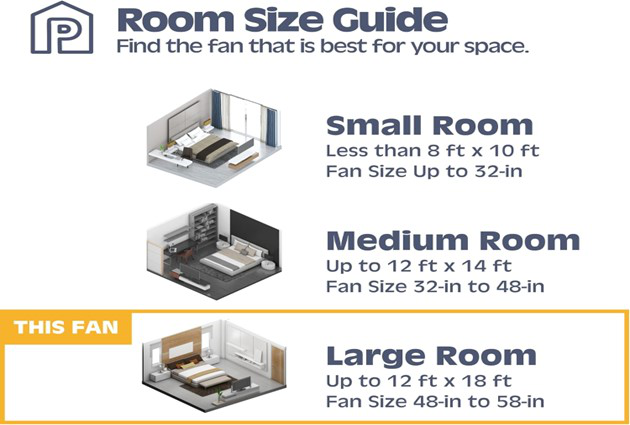 P
Room Size Guide
Find the fan that is best for your space.
Small Room
Less than 8 ft x 10 ft
Fan Size Up to 32-in
Medium Room
Up to 12 ft x 14 ft
Fan Size 32-in to 48-in
THIS FAN
Large Room
Up to 12 ft x 18 ft
Fan Size 48-in to 58-in